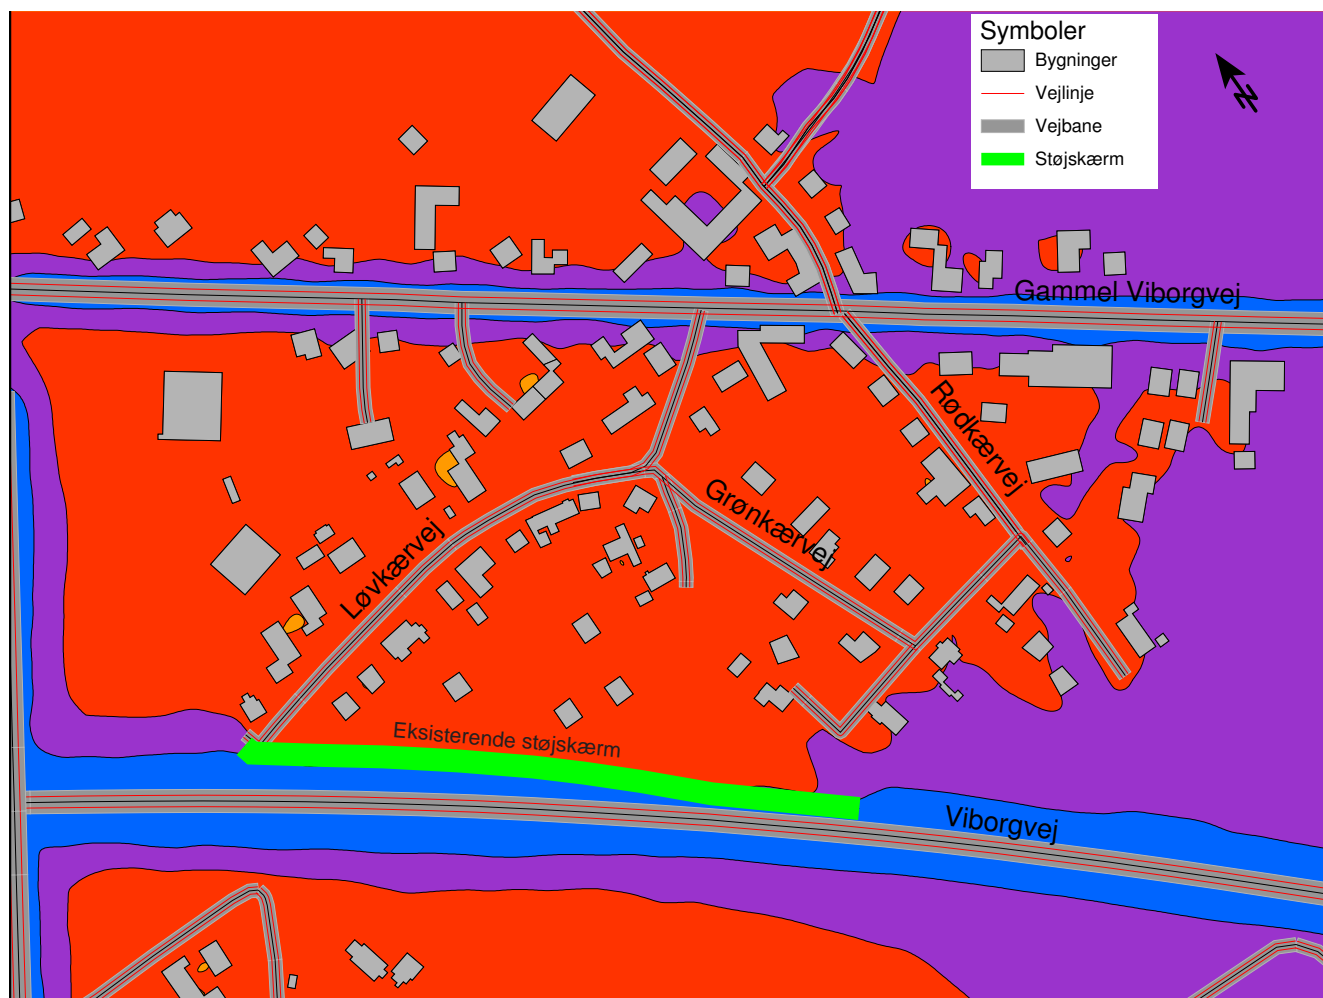 Symboler
Bygninger
Vejlinje
Vejbane
Støjskærm
N
Gammel Viborgvej
Rødkærvej
Grønkærvej
Løvkærvej
Eksisterende støjskærm
Viborgvej